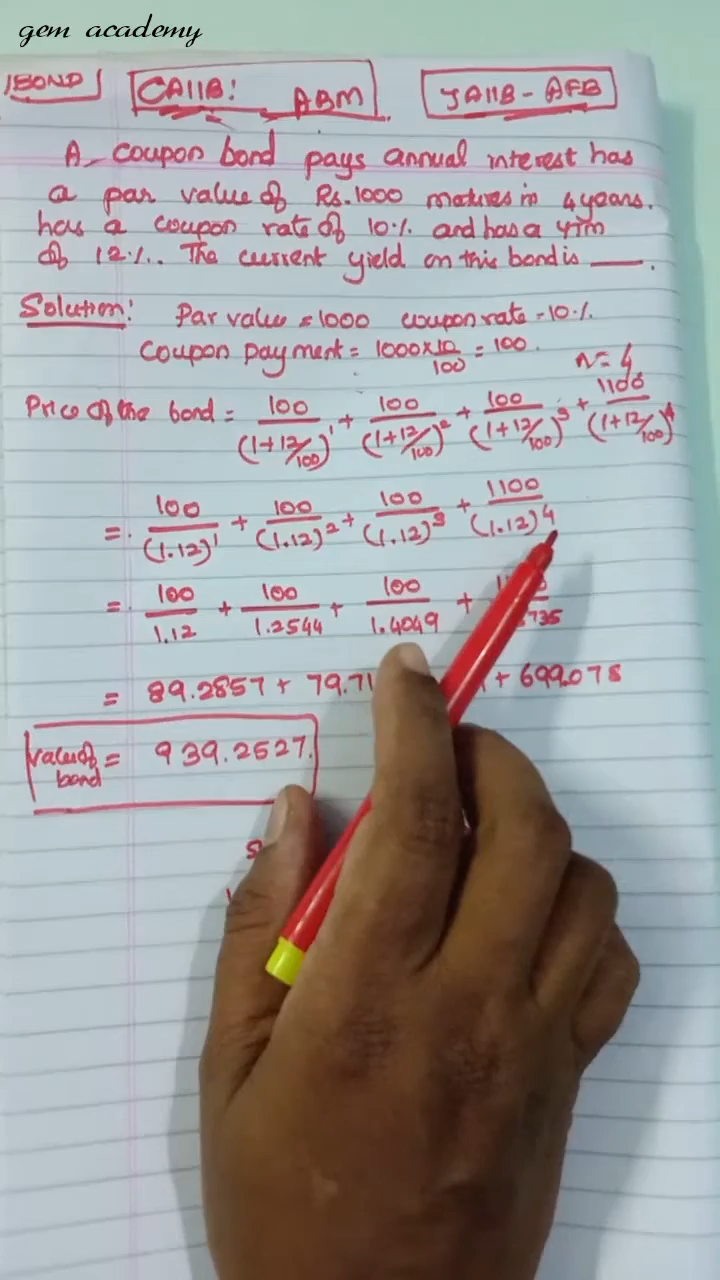 gem academy
BOND CAIIB: ABM JAIIB - AFB
A coupon bond pays annual interest has
a par value of Rs.1000 matures in 4 years.
has a coupon rate of 10% and has a YTM
of 12%. The current yield on this bond is ____.
Solution: Par value = 1000 coupon rate - 10%.
Coupon payment = 1000×10/100 = 100.
n = 4
Price of the bond = 100/(1+12/100)^1 + 100/(1+12/100)^2 + 100/(1+12/100)^3 + 1100/(1+12/100)^4
= 100/(1.12)^1 + 100/(1.12)^2 + 100/(1.12)^3 + 1100/(1.12)^4
= 100/1.12 + 100/1.2544 + 100/1.4049 +
= 89.2857 + 79.71 + 699.078
Value of bond = 939.2527.